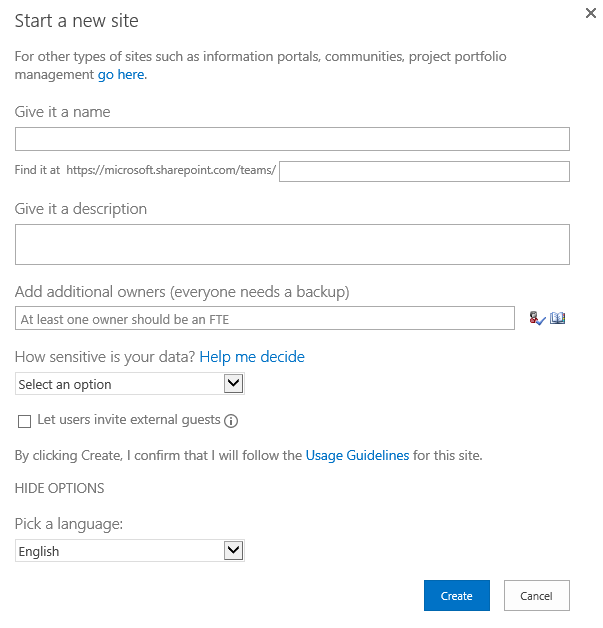 Start a new site
For other types of sites such as information portals, communities, project portfolio
management go here.
Give it a name
Find it at https://microsoft.sharepoint.com/teams/
Give it a description
Add additional owners (everyone needs a backup)
At least one owner should be an FTE
How sensitive is your data? Help me decide
Select an option
Let users invite external guests
By clicking Create, I confirm that I will follow the Usage Guidelines for this site.
HIDE OPTIONS
Pick a language:
English
Create Cancel